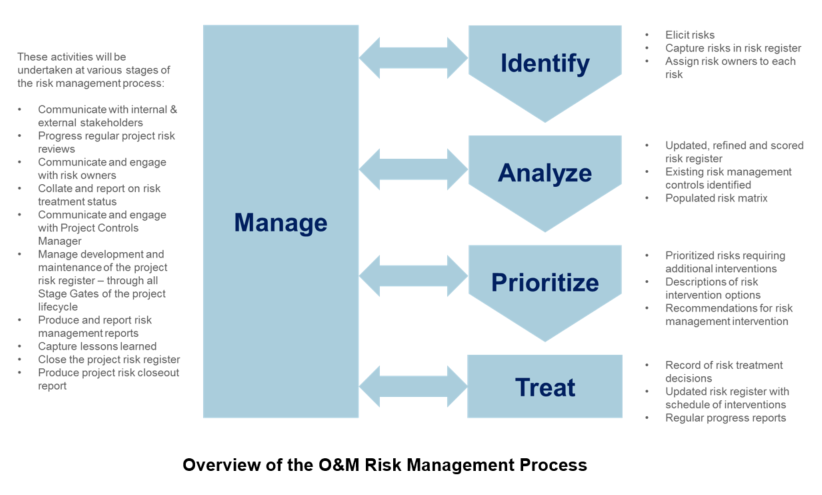 These activities will be
undertaken at various stages of
the risk management process:
• Communicate with internal &
external stakeholders
• Progress regular project risk
reviews
• Communicate and engage
with risk owners
• Collate and report on risk
treatment status
• Communicate and engage
with Project Controls
Manager
• Manage development and
maintenance of the project
risk register – through all
Stage Gates of the project
lifecycle
• Produce and report risk
management reports
• Capture lessons learned
• Close the project risk register
• Produce project risk closeout
report
Manage
Identify
• Elicit risks
• Capture risks in risk register
• Assign risk owners to each
risk
Analyze
• Updated, refined and scored
risk register
• Existing risk management
controls identified
• Populated risk matrix
Prioritize
• Prioritized risks requiring
additional interventions
• Descriptions of risk
intervention options
• Recommendations for risk
management intervention
Treat
• Record of risk treatment
decisions
• Updated risk register with
schedule of interventions
• Regular progress reports
Overview of the O&M Risk Management Process